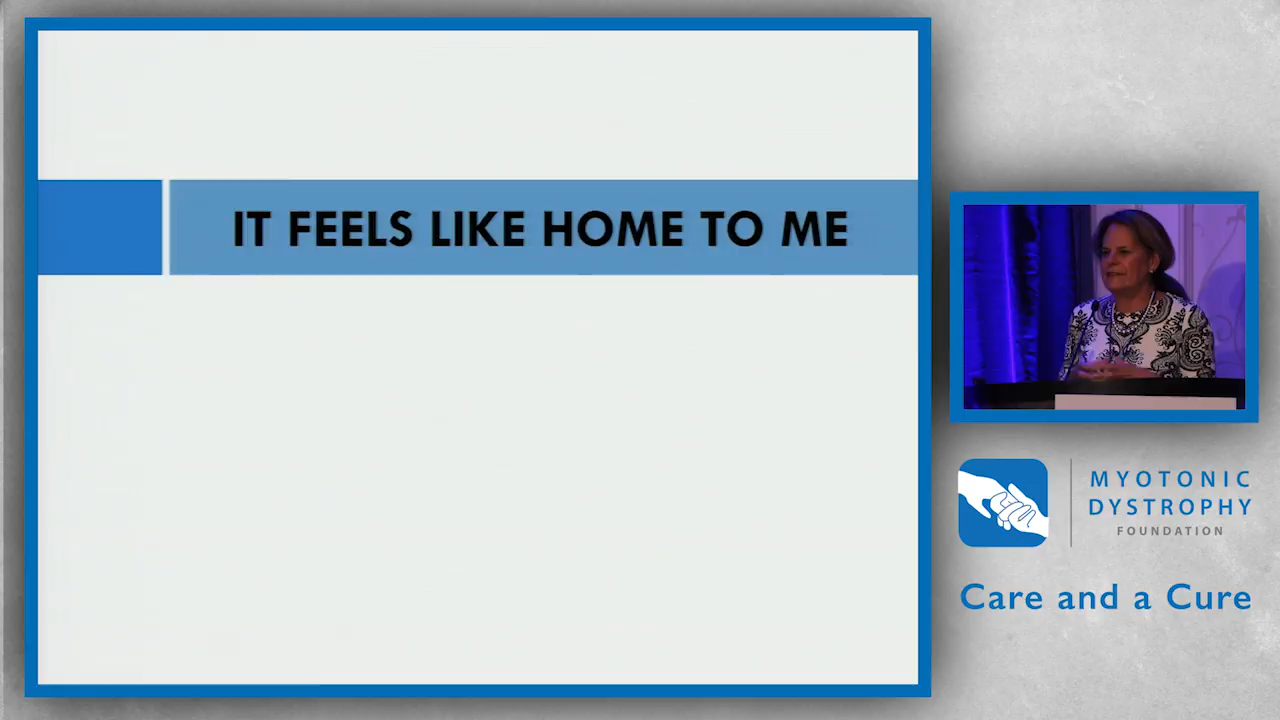 IT FEELS LIKE HOME TO ME
MYOTONIC
DYSTROPHY
FOUNDATION
Care and a Cure